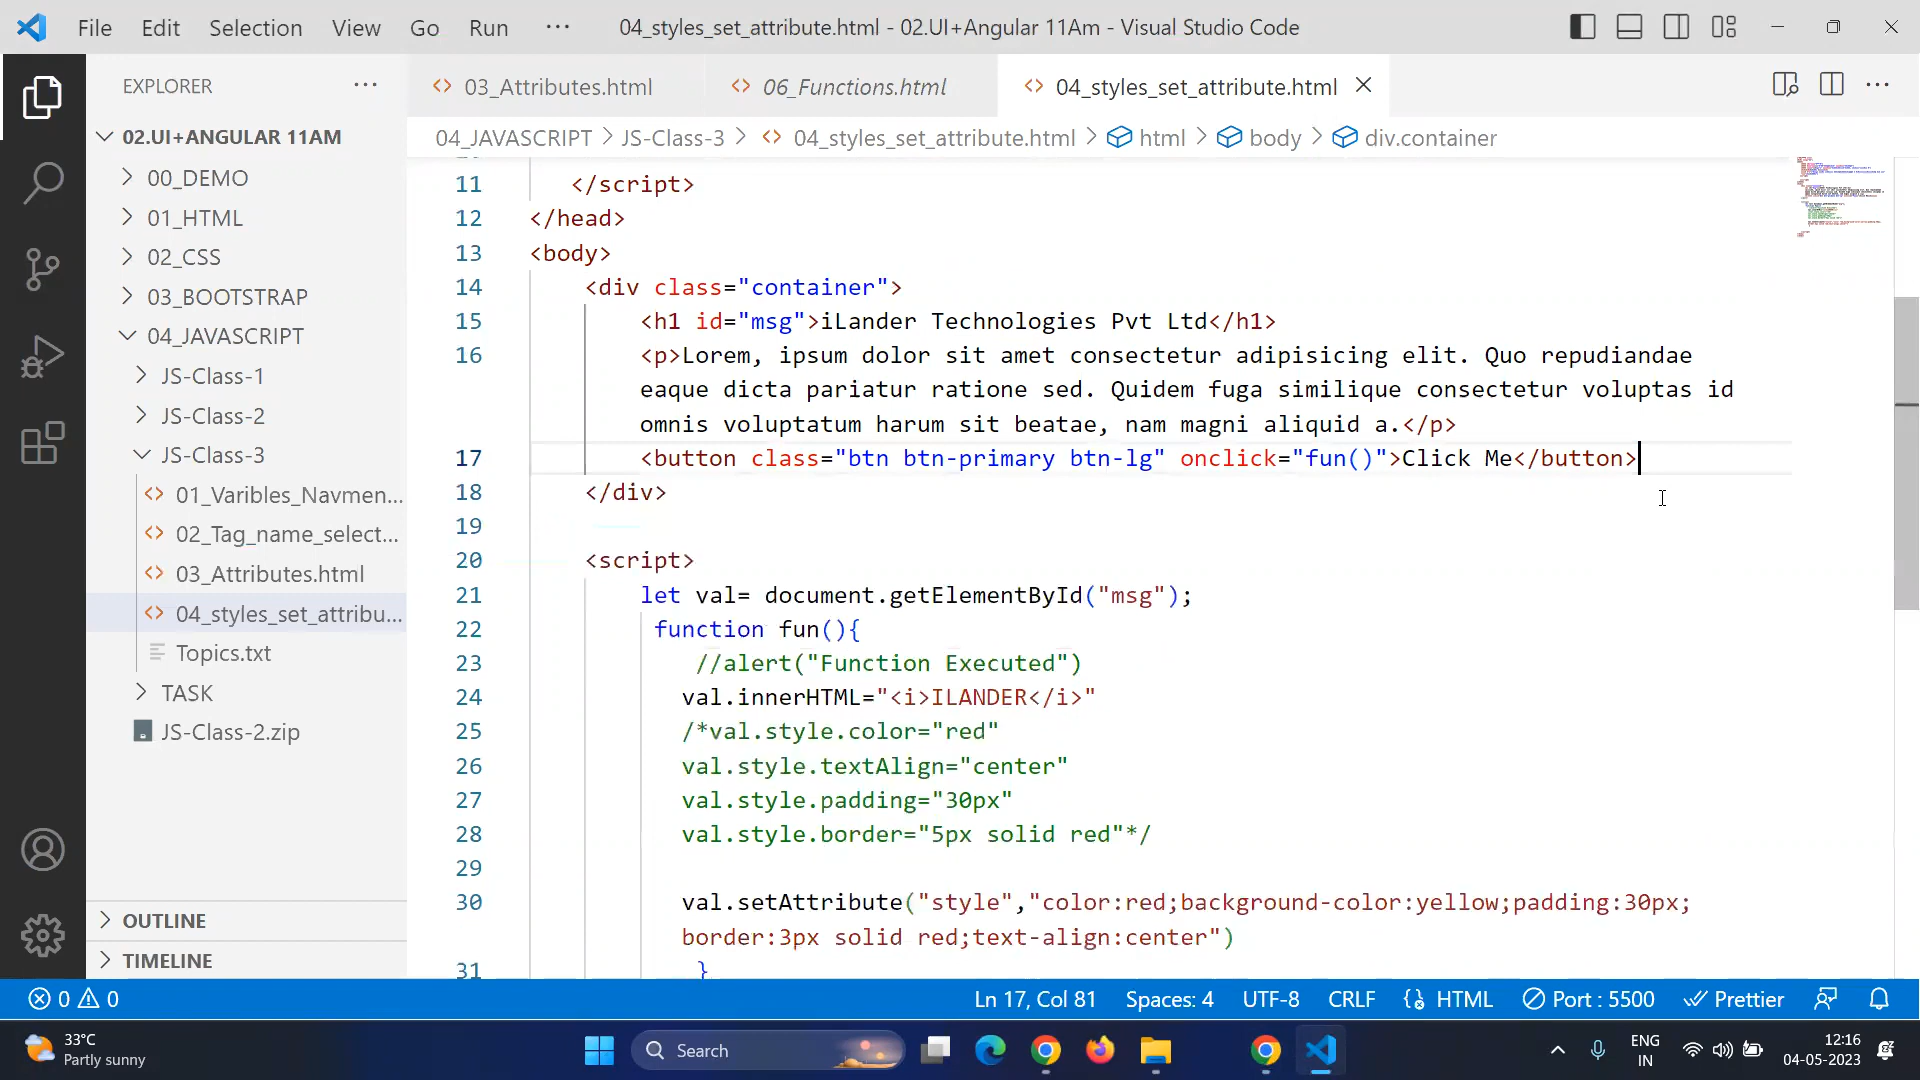 File Edit Selection View Go Run ...
04_styles_set_attribute.html - 02.UI+Angular 11Am - Visual Studio Code
EXPLORER
03_Attributes.html
06_Functions.html
04_styles_set_attribute.html
02.UI+ANGULAR 11AM
04_JAVASCRIPT > JS-Class-3 > 04_styles_set_attribute.html > html > body > div.container
00_DEMO
01_HTML
02_CSS
03_BOOTSTRAP
04_JAVASCRIPT
JS-Class-1
JS-Class-2
JS-Class-3
01_Varibles_Navmen...
02_Tag_name_select...
03_Attributes.html
04_styles_set_attribu...
Topics.txt
TASK
JS-Class-2.zip
OUTLINE
TIMELINE
11 </script>
12 </head>
13 <body>
14 <div class="container">
15 <h1 id="msg">iLander Technologies Pvt Ltd</h1>
16 <p>Lorem, ipsum dolor sit amet consectetur adipisicing elit. Quo repudiandae
eaque dicta pariatur ratione sed. Quidem fuga similique consectetur voluptas id
omnis voluptatum harum sit beatae, nam magni aliquid a.</p>
17 <button class="btn btn-primary btn-lg" onclick="fun()">Click Me</button>
18 </div>
19
20 <script>
21 let val= document.getElementById("msg");
22 function fun(){
23 //alert("Function Executed")
24 val.innerHTML="<i>ILANDER</i>"
25 /*val.style.color="red"
26 val.style.textAlign="center"
27 val.style.padding="30px"
28 val.style.border="5px solid red"*/
29
30 val.setAttribute("style","color:red;background-color:yellow;padding:30px;
border:3px solid red;text-align:center")
31 }
0 0
Ln 17, Col 81 Spaces: 4 UTF-8 CRLF HTML Port : 5500 Prettier
33°C
Partly sunny
Search
ENG
IN
12:16
04-05-2023